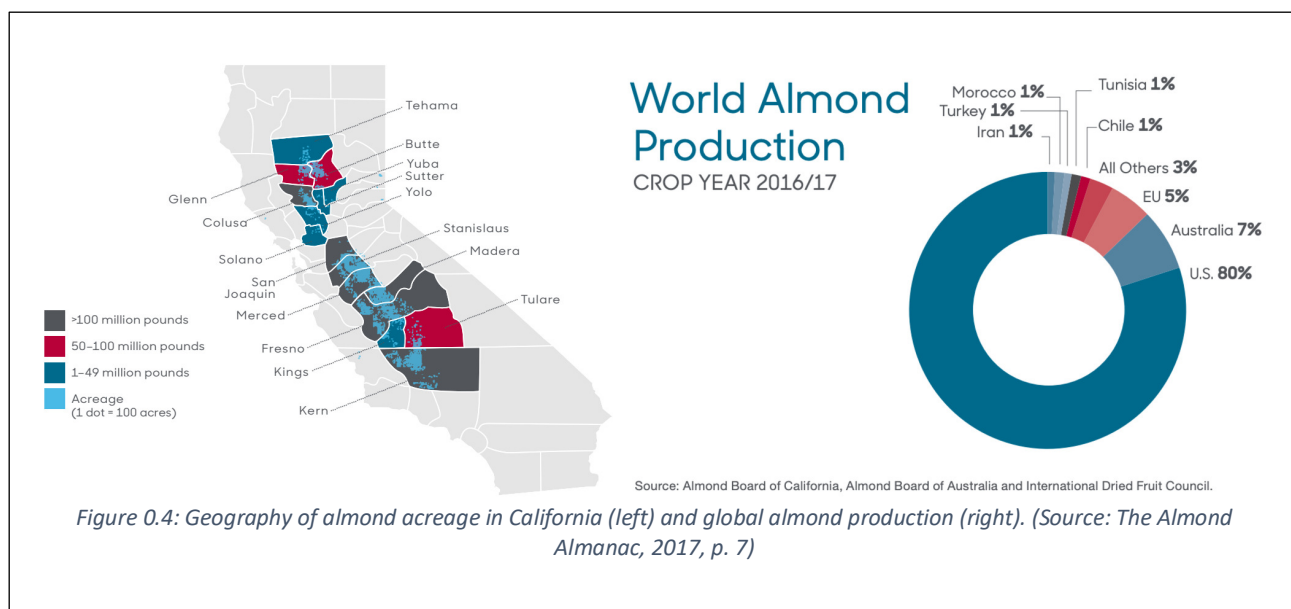 Tehama
Butte
Yuba
Sutter
Yolo
Glenn
Colusa
Stanislaus
Madera
Solano
San
Joaquin
Merced
Tulare
Fresno
Kings
Kern
>100 million pounds
50–100 million pounds
1–49 million pounds
Acreage
(1 dot = 100 acres)
World Almond
Production
CROP YEAR 2016/17
Tunisia 1%
Morocco 1%
Turkey 1%
Iran 1%
Chile 1%
All Others 3%
EU 5%
Australia 7%
U.S. 80%
Source: Almond Board of California, Almond Board of Australia and International Dried Fruit Council.
Figure 0.4: Geography of almond acreage in California (left) and global almond production (right). (Source: The Almond
Almanac, 2017, p. 7)